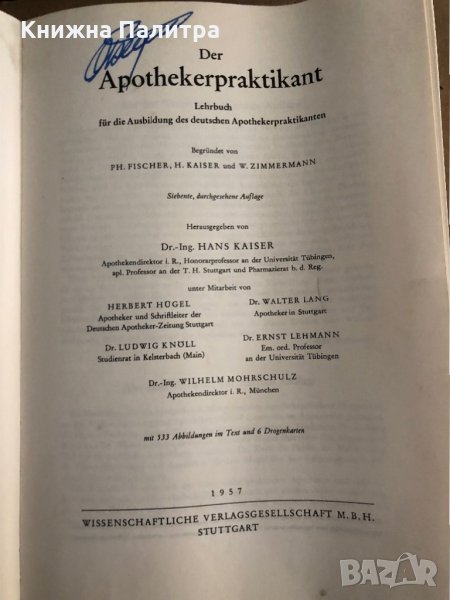 Книжна Палитра
Der
Apothekerpraktikant
Lehrbuch
für die Ausbildung des deutschen Apothekerpraktikanten
Begründet von
PH. FISCHER, H. KAISER und W. ZIMMERMANN
Siebente, durchgesehene Auflage
Herausgegeben von
Dr.-Ing. HANS KAISER
Apothekendirektor i. R., Honorarprofessor an der Universität Tübingen,
apl. Professor an der T. H. Stuttgart und Pharmazierat b. d. Reg.
unter Mitarbeit von
HERBERT HÜGEL
Apotheker und Schriftleiter der
Deutschen Apotheker-Zeitung Stuttgart
Dr. WALTER LANG
Apotheker in Stuttgart
Dr. LUDWIG KNÖLL
Studienrat in Kelsterbach (Main)
Dr. ERNST LEHMANN
Em. ord. Professor
an der Universität Tübingen
Dr.-Ing. WILHELM MOHRSCHULZ
Apothekendirektor i. R., München
mit 533 Abbildungen im Text und 6 Drogenkarten
1957
WISSENSCHAFTLICHE VERLAGSGESELLSCHAFT M.B.H.
STUTTGART
BAZAR